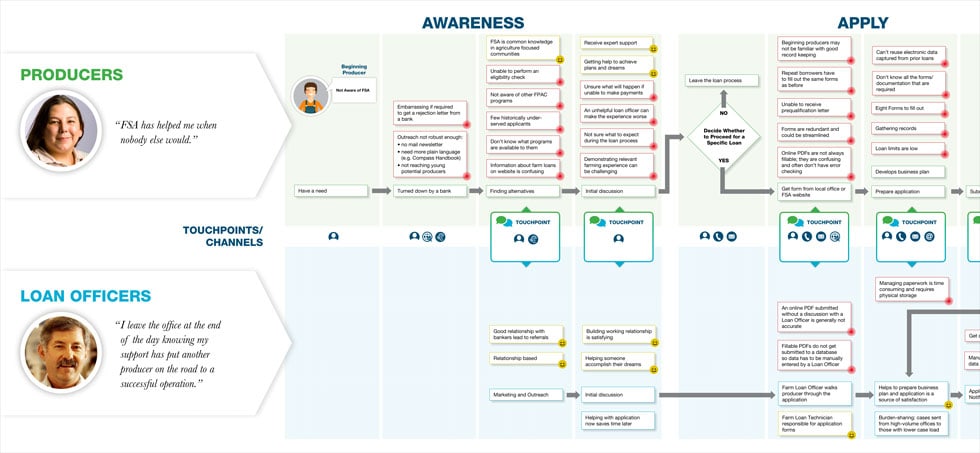 AWARENESS
APPLY
PRODUCERS
“FSA has helped me when
nobody else would.”
Beginning
Producer
Not Aware of FSA
Have a need
Embarrassing if required
to get a rejection letter from
a bank
Outreach not robust enough:
• no mail newsletter
• need more plain language
(e.g. Compass Handbook)
• not reaching young
potential producers
Turned down by a bank
FSA is common knowledge
in agriculture focused
communities
Unable to perform an
eligibility check
Not aware of other FPAC
programs
Few historically under-
served applicants
Don't know what programs
are available to them
Information about farm loans
on website is confusing
Finding alternatives
Receive expert support
Getting help to achieve
plans and dreams
Unsure what will happen if
unable to make payments
An unhelpful loan officer can
make the experience worse
Not sure what to expect
during the loan process
Demonstrating relevant
farming experience can
be challenging
Initial discussion
Leave the loan process
NO
Decide Whether
to Proceed for a
Specific Loan
YES
Beginning producers may
not be familiar with good
record keeping
Repeat borrowers have
to fill out the same forms
as before
Unable to receive
prequalification letter
Forms are redundant and
could be streamlined
Online PDFs are not always
fillable; they are confusing
and often don't have error
checking
Get form from local office or
FSA website
Can't reuse electronic data
captured from prior loans
Don't know all the forms/
documentation that are
required
Eight Forms to fill out
Gathering records
Loan limits are low
Develops business plan
Prepare application
TOUCHPOINTS/
CHANNELS
TOUCHPOINT
TOUCHPOINT
TOUCHPOINT
TOUCHPOINT
LOAN OFFICERS
“I leave the office at the end
of the day knowing my
support has put another
producer on the road to a
successful operation.”
Good relationship with
bankers lead to referrals
Relationship based
Marketing and Outreach
Building working relationship
is satisfying
Helping someone
accomplish their dreams
Initial discussion
Helping with application
now saves time later
An online PDF submitted
without a discussion with a
Loan Officer is generally not
accurate
Fillable PDFs do not get
submitted to a database
so data has to be manually
entered by a Loan Officer
Farm Loan Officer walks
producer through the
application
Farm Loan Technician
responsible for application
forms
Managing paperwork is time
consuming and requires
physical storage
Helps to prepare business
plan and application is a
source of satisfaction
Burden-sharing: cases sent
from high-volume offices to
those with lower case load
Get
data